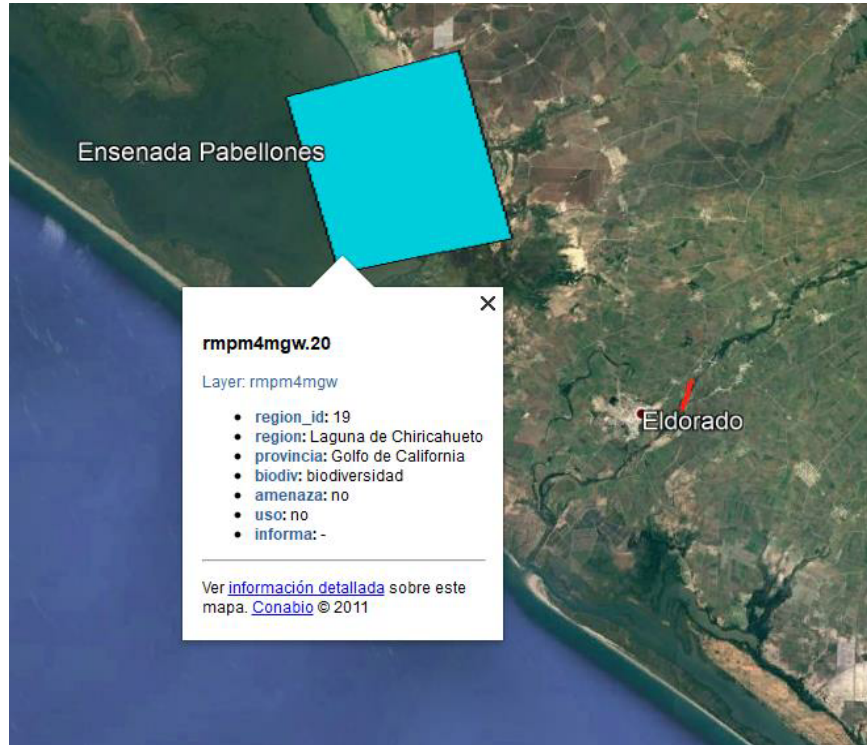 Ensenada Pabellones
rmpm4mgw.20
Layer: rmpm4mgw
region_id: 19
region: Laguna de Chiricahueto
provincia: Golfo de California
biodiv: biodiversidad
amenaza: no
uso: no
informa: -
Ver información detallada sobre este
mapa. Conabio © 2011
Eldorado